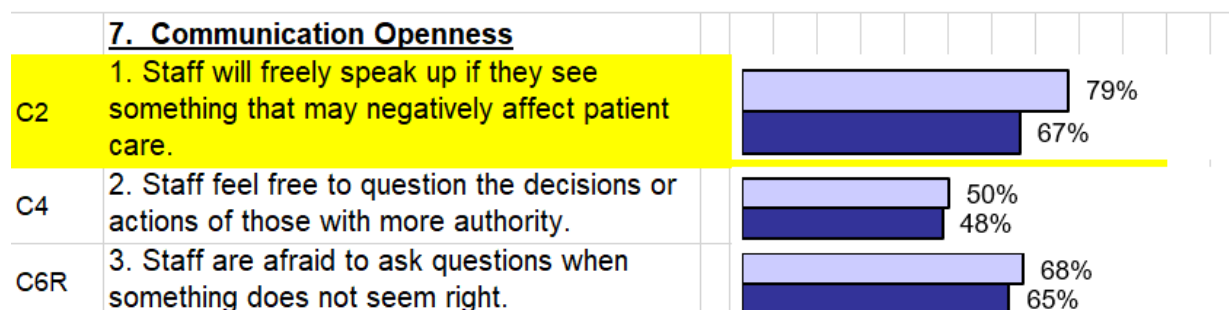 7. Communication Openness
C2
1. Staff will freely speak up if they see
something that may negatively affect patient
care.
79%
67%
C4
2. Staff feel free to question the decisions or
actions of those with more authority.
50%
48%
C6R
3. Staff are afraid to ask questions when
something does not seem right.
68%
65%